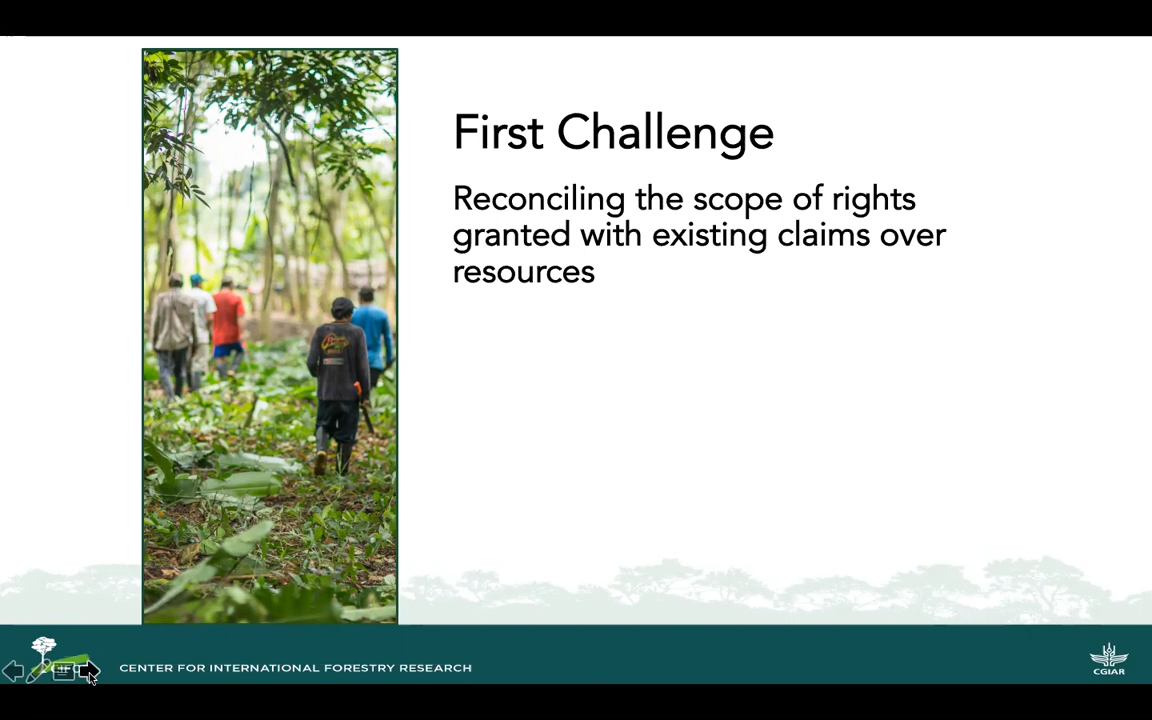 First Challenge
Reconciling the scope of rights
granted with existing claims over
resources
CENTER FOR INTERNATIONAL FORESTRY RESEARCH
CGIAR